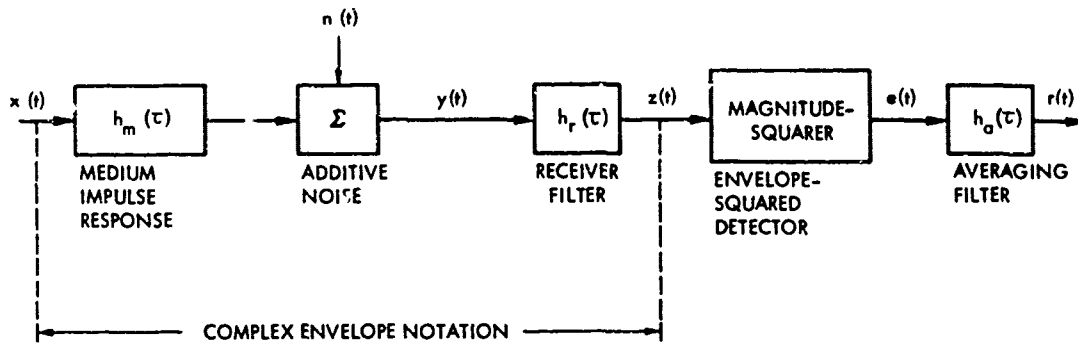 n (t)
x (t)
h_m (τ)
Σ
y(t)
h_r (τ)
z(t)
MAGNITUDE-
SQUARER
e(t)
h_a(τ)
r(t)
MEDIUM
IMPULSE
RESPONSE
ADDITIVE
NOISE
RECEIVER
FILTER
ENVELOPE-
SQUARED
DETECTOR
AVERAGING
FILTER
COMPLEX ENVELOPE NOTATION